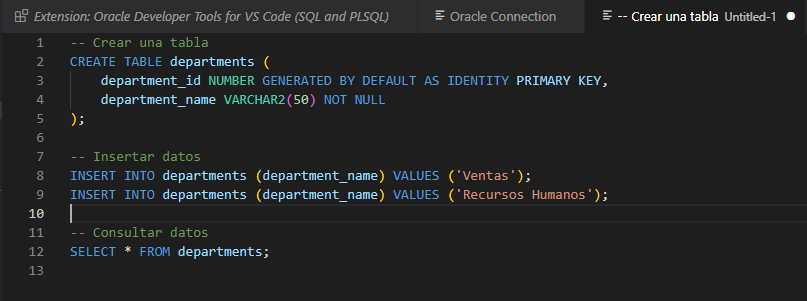 Extension: Oracle Developer Tools for VS Code (SQL and PLSQL)
Oracle Connection
-- Crear una tabla Untitled-1
1 -- Crear una tabla
2 CREATE TABLE departments (
3 department_id NUMBER GENERATED BY DEFAULT AS IDENTITY PRIMARY KEY,
4 department_name VARCHAR2(50) NOT NULL
5 );
6
7 -- Insertar datos
8 INSERT INTO departments (department_name) VALUES ('Ventas');
9 INSERT INTO departments (department_name) VALUES ('Recursos Humanos');
10
11 -- Consultar datos
12 SELECT * FROM departments;
13